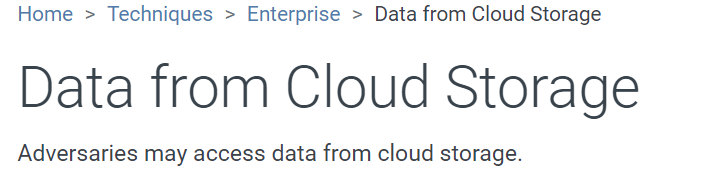 Home > Techniques > Enterprise > Data from Cloud Storage
Data from Cloud Storage
Adversaries may access data from cloud storage.